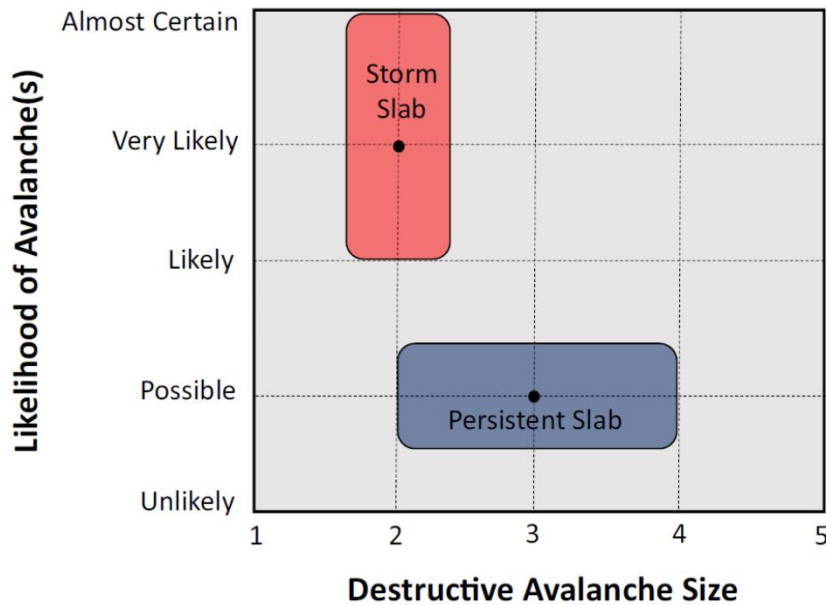 Almost Certain
Storm
Slab
Very Likely
Likely
Possible
Persistent Slab
Unlikely
Likelihood of Avalanche(s)
1 2 3 4 5
Destructive Avalanche Size